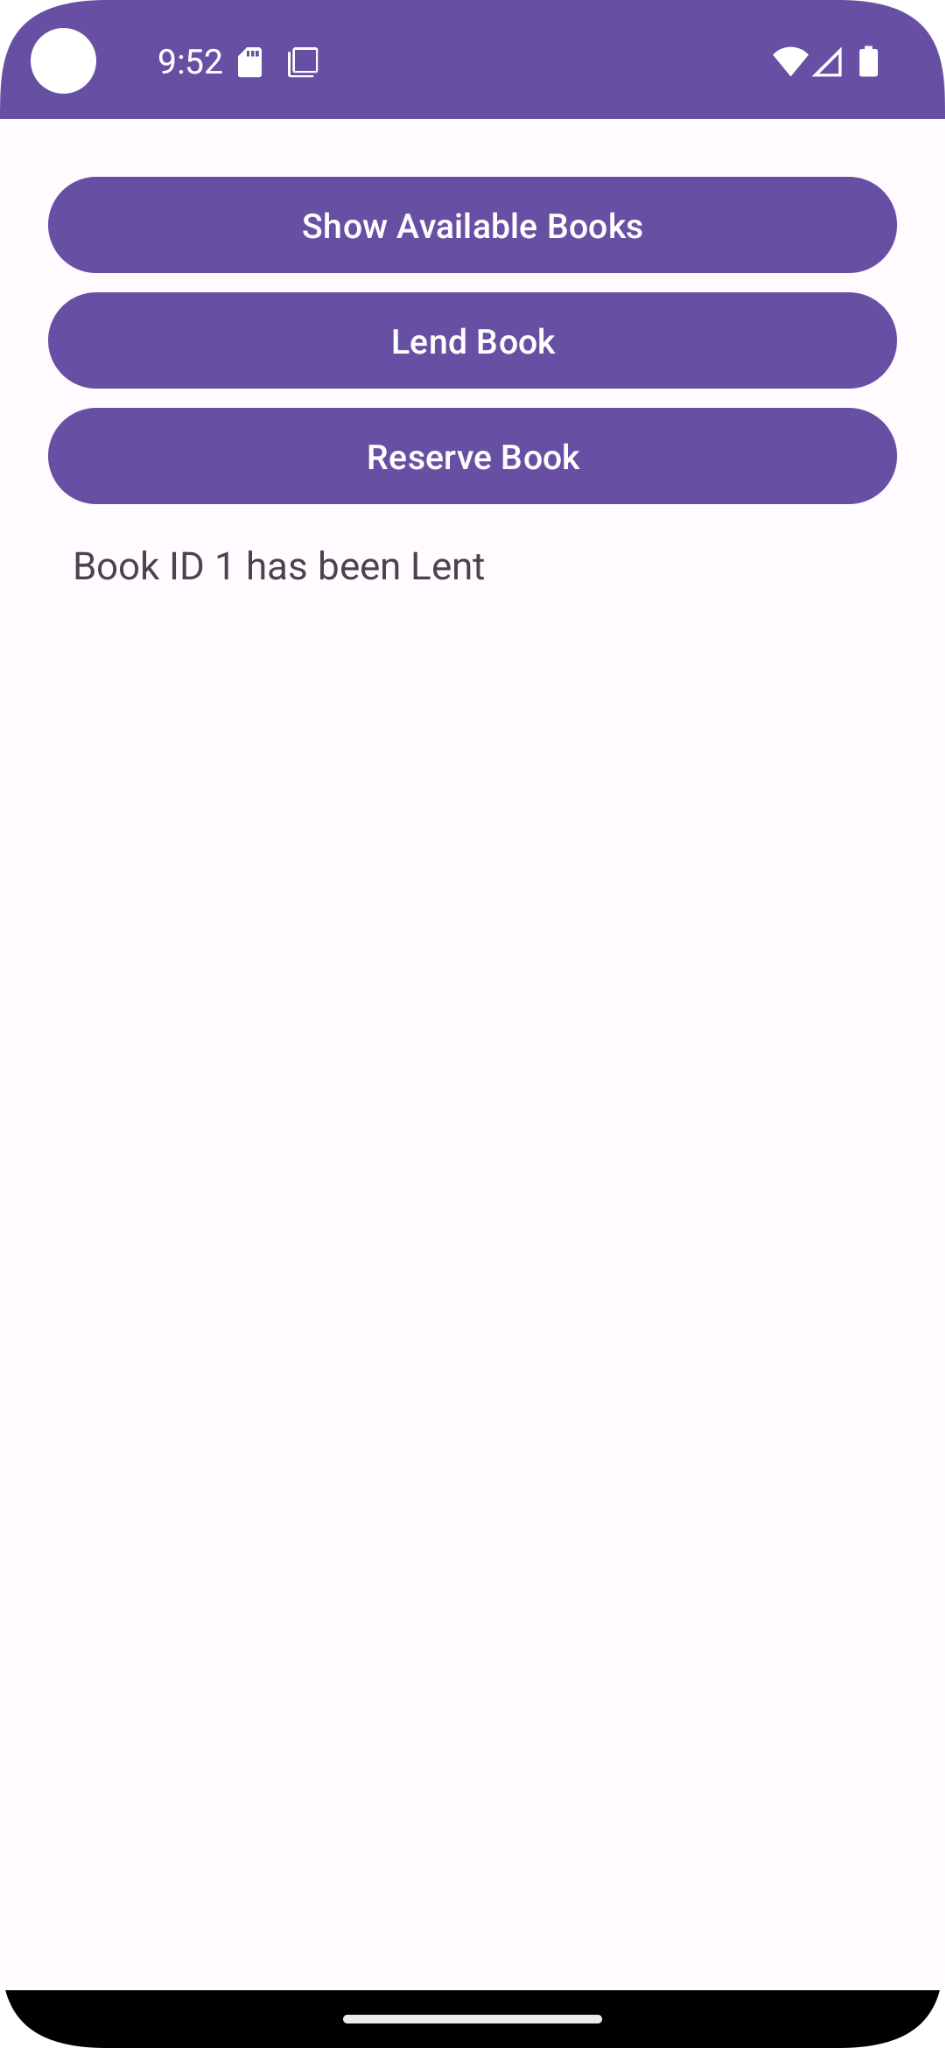 9:52
Show Available Books
Lend Book
Reserve Book
Book ID 1 has been Lent